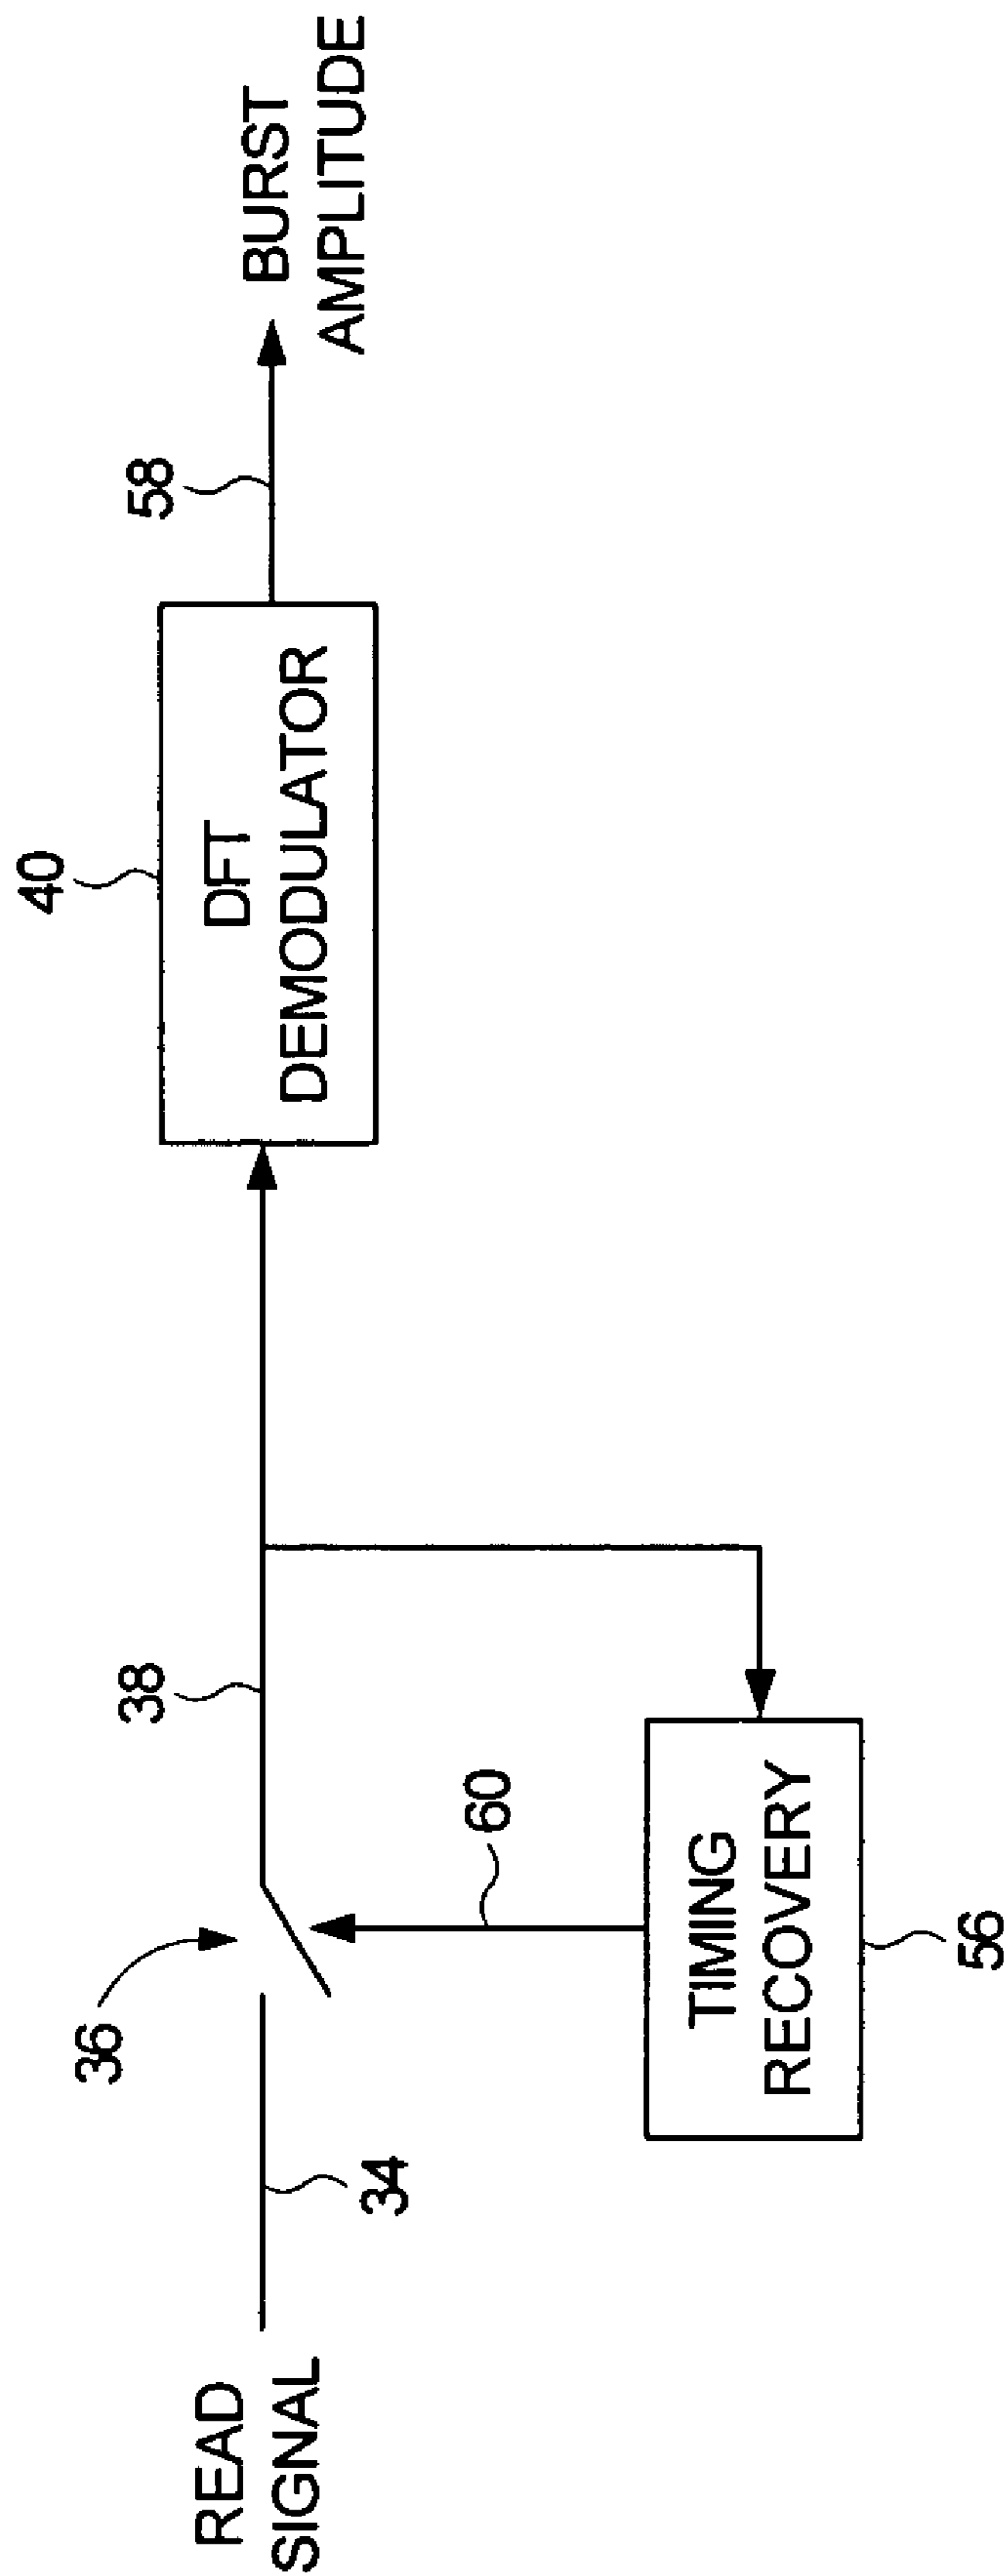 READ
SIGNAL
34
36
38
60
TIMING
RECOVERY
56
40
DFT
DEMODULATOR
58
BURST
AMPLITUDE